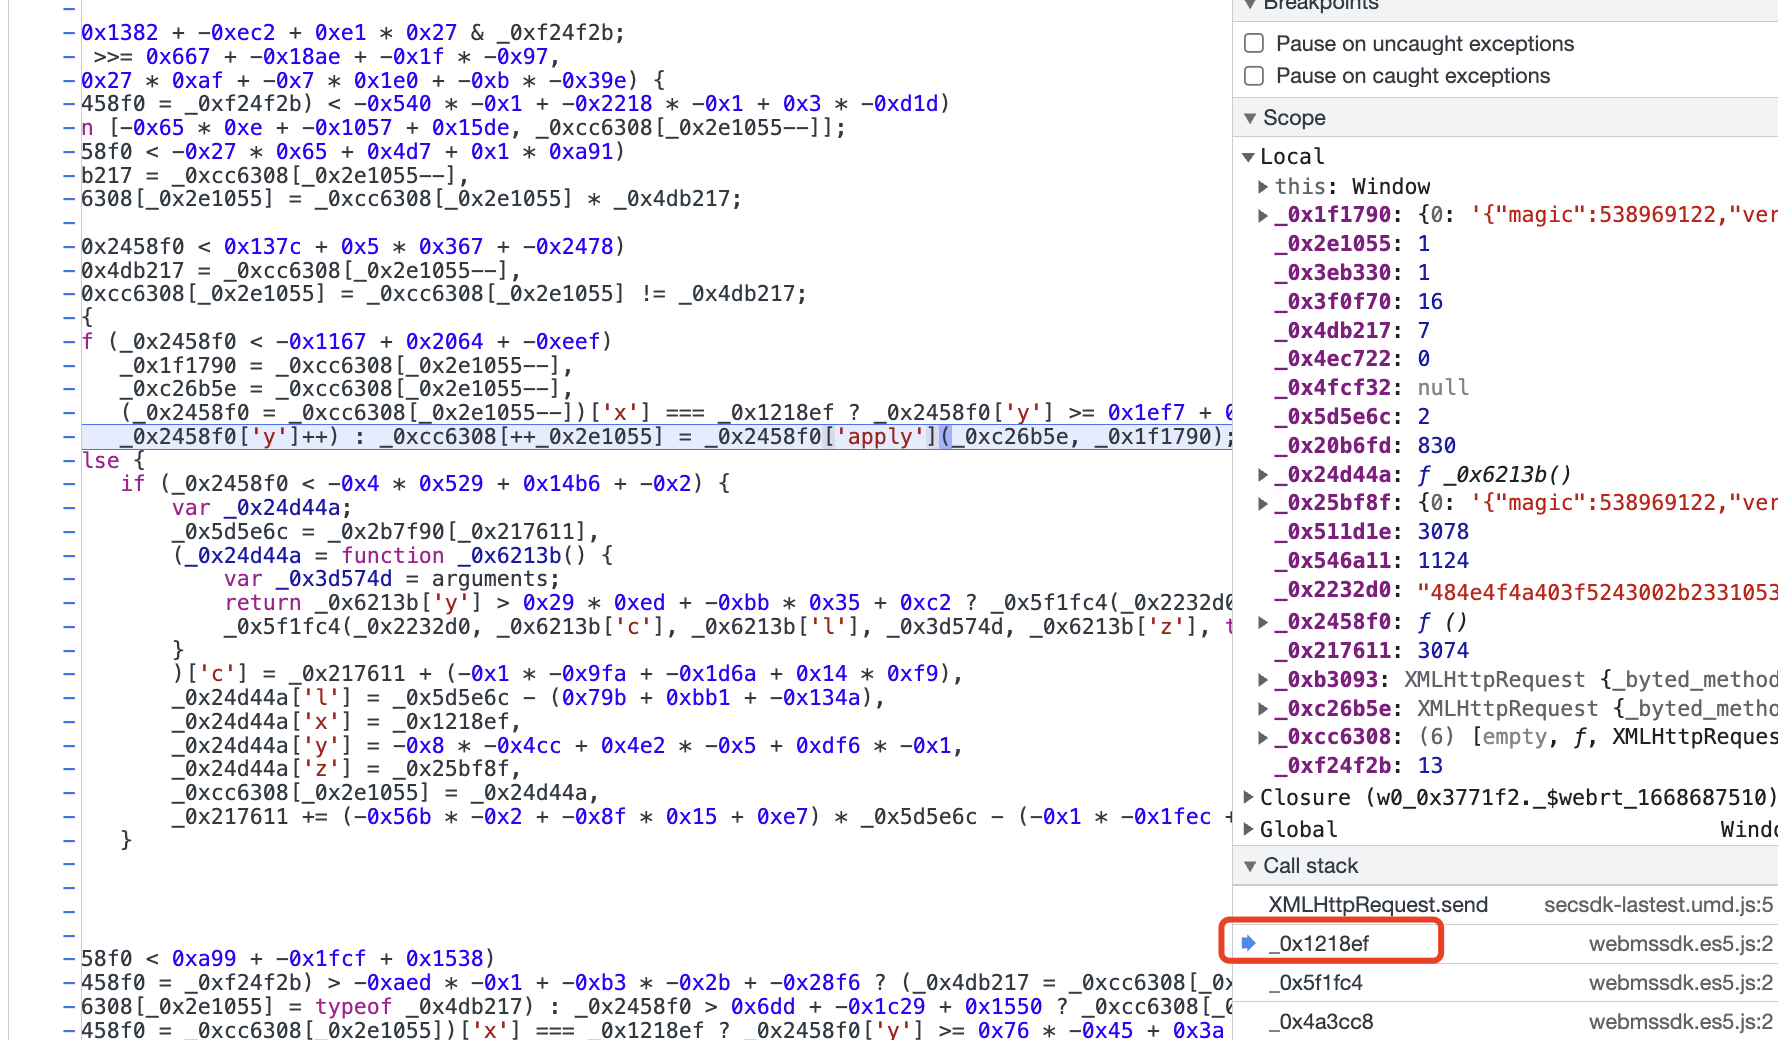 0x1382 + -0xec2 + 0xe1 * 0x27 & _0xf24f2b;
>>= 0x667 + -0x18ae + -0x1f * -0x97,
0x27 * 0xaf + -0x7 * 0x1e0 + -0xb * -0x39e) {
458f0 = _0xf24f2b) < -0x540 * -0x1 + -0x2218 * -0x1 + 0x3 * -0xd1d)
n [-0x65 * 0xe + -0x1057 + 0x15de, _0xcc6308[_0x2e1055--]];
58f0 < -0x27 * 0x65 + 0x4d7 + 0x1 * 0xa91)
b217 = _0xcc6308[_0x2e1055--],
6308[_0x2e1055] = _0xcc6308[_0x2e1055] * _0x4db217;
0x2458f0 < 0x137c + 0x5 * 0x367 + -0x2478)
0x4db217 = _0xcc6308[_0x2e1055--],
0xcc6308[_0x2e1055] = _0xcc6308[_0x2e1055] != _0x4db217;
{
f (_0x2458f0 < -0x1167 + 0x2064 + -0xeef)
_0x1f1790 = _0xcc6308[_0x2e1055--],
_0xc26b5e = _0xcc6308[_0x2e1055--],
(_0x2458f0 = _0xcc6308[_0x2e1055--])['x'] === _0x1218ef ? _0x2458f0['y'] >= 0x1ef7 + 0
_0x2458f0['y']++) : _0xcc6308[++_0x2e1055] = _0x2458f0['apply'](_0xc26b5e, _0x1f1790);
lse {
if (_0x2458f0 < -0x4 * 0x529 + 0x14b6 + -0x2) {
var _0x24d44a;
_0x5d5e6c = _0x2b7f90[_0x217611],
(_0x24d44a = function _0x6213b() {
var _0x3d574d = arguments;
return _0x6213b['y'] > 0x29 * 0xed + -0xbb * 0x35 + 0xc2 ? _0x5f1fc4(_0x2232d0
_0x5f1fc4(_0x2232d0, _0x6213b['c'], _0x6213b['l'], _0x3d574d, _0x6213b['z'], t
}
)['c'] = _0x217611 + (-0x1 * -0x9fa + -0x1d6a + 0x14 * 0xf9),
_0x24d44a['l'] = _0x5d5e6c - (0x79b + 0xbb1 + -0x134a),
_0x24d44a['x'] = _0x1218ef,
_0x24d44a['y'] = -0x8 * -0x4cc + 0x4e2 * -0x5 + 0xdf6 * -0x1,
_0x24d44a['z'] = _0x25bf8f,
_0xcc6308[_0x2e1055] = _0x24d44a,
_0x217611 += (-0x56b * -0x2 + -0x8f * 0x15 + 0xe7) * _0x5d5e6c - (-0x1 * -0x1fec +
}
58f0 < 0xa99 + -0x1fcf + 0x1538)
458f0 = _0xf24f2b) > -0xaed * -0x1 + -0xb3 * -0x2b + -0x28f6 ? (_0x4db217 = _0xcc6308[_0x
6308[_0x2e1055] = typeof _0x4db217) : _0x2458f0 > 0x6dd + -0x1c29 + 0x1550 ? _0xcc6308[_0
458f0 = _0xcc6308[_0x2e1055])['x'] === _0x1218ef ? _0x2458f0['y'] >= 0x76 * -0x45 + 0x3a
Breakpoints
Pause on uncaught exceptions
Pause on caught exceptions
Scope
Local
this: Window
_0x1f1790: {0: '{"magic":538969122,"ver
_0x2e1055: 1
_0x3eb330: 1
_0x3f0f70: 16
_0x4db217: 7
_0x4ec722: 0
_0x4fcf32: null
_0x5d5e6c: 2
_0x20b6fd: 830
_0x24d44a: ƒ _0x6213b()
_0x25bf8f: {0: '{"magic":538969122,"ver
_0x511d1e: 3078
_0x546a11: 1124
_0x2232d0: "484e4f4a403f5243002b2331053
_0x2458f0: ƒ ()
_0x217611: 3074
_0xb3093: XMLHttpRequest {_byted_method
_0xc26b5e: XMLHttpRequest {_byted_metho
_0xcc6308: (6) [empty, ƒ, XMLHttpReques
_0xf24f2b: 13
Closure (w0_0x3771f2._$webrt_1668687510)
Global Windo
Call stack
XMLHttpRequest.send secsdk-lastest.umd.js:5
_0x1218ef webmssdk.es5.js:2
_0x5f1fc4 webmssdk.es5.js:2
_0x4a3cc8 webmssdk.es5.js:2